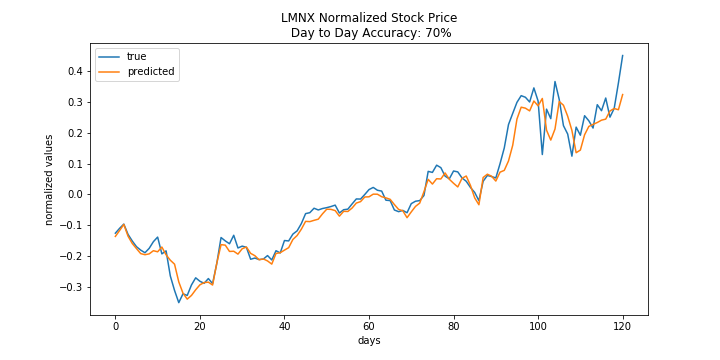 LMNX Normalized Stock Price
Day to Day Accuracy: 70%
true
predicted
normalized values
0.4
0.3
0.2
0.1
0.0
−0.1
−0.2
−0.3
0 20 40 60 80 100 120
days